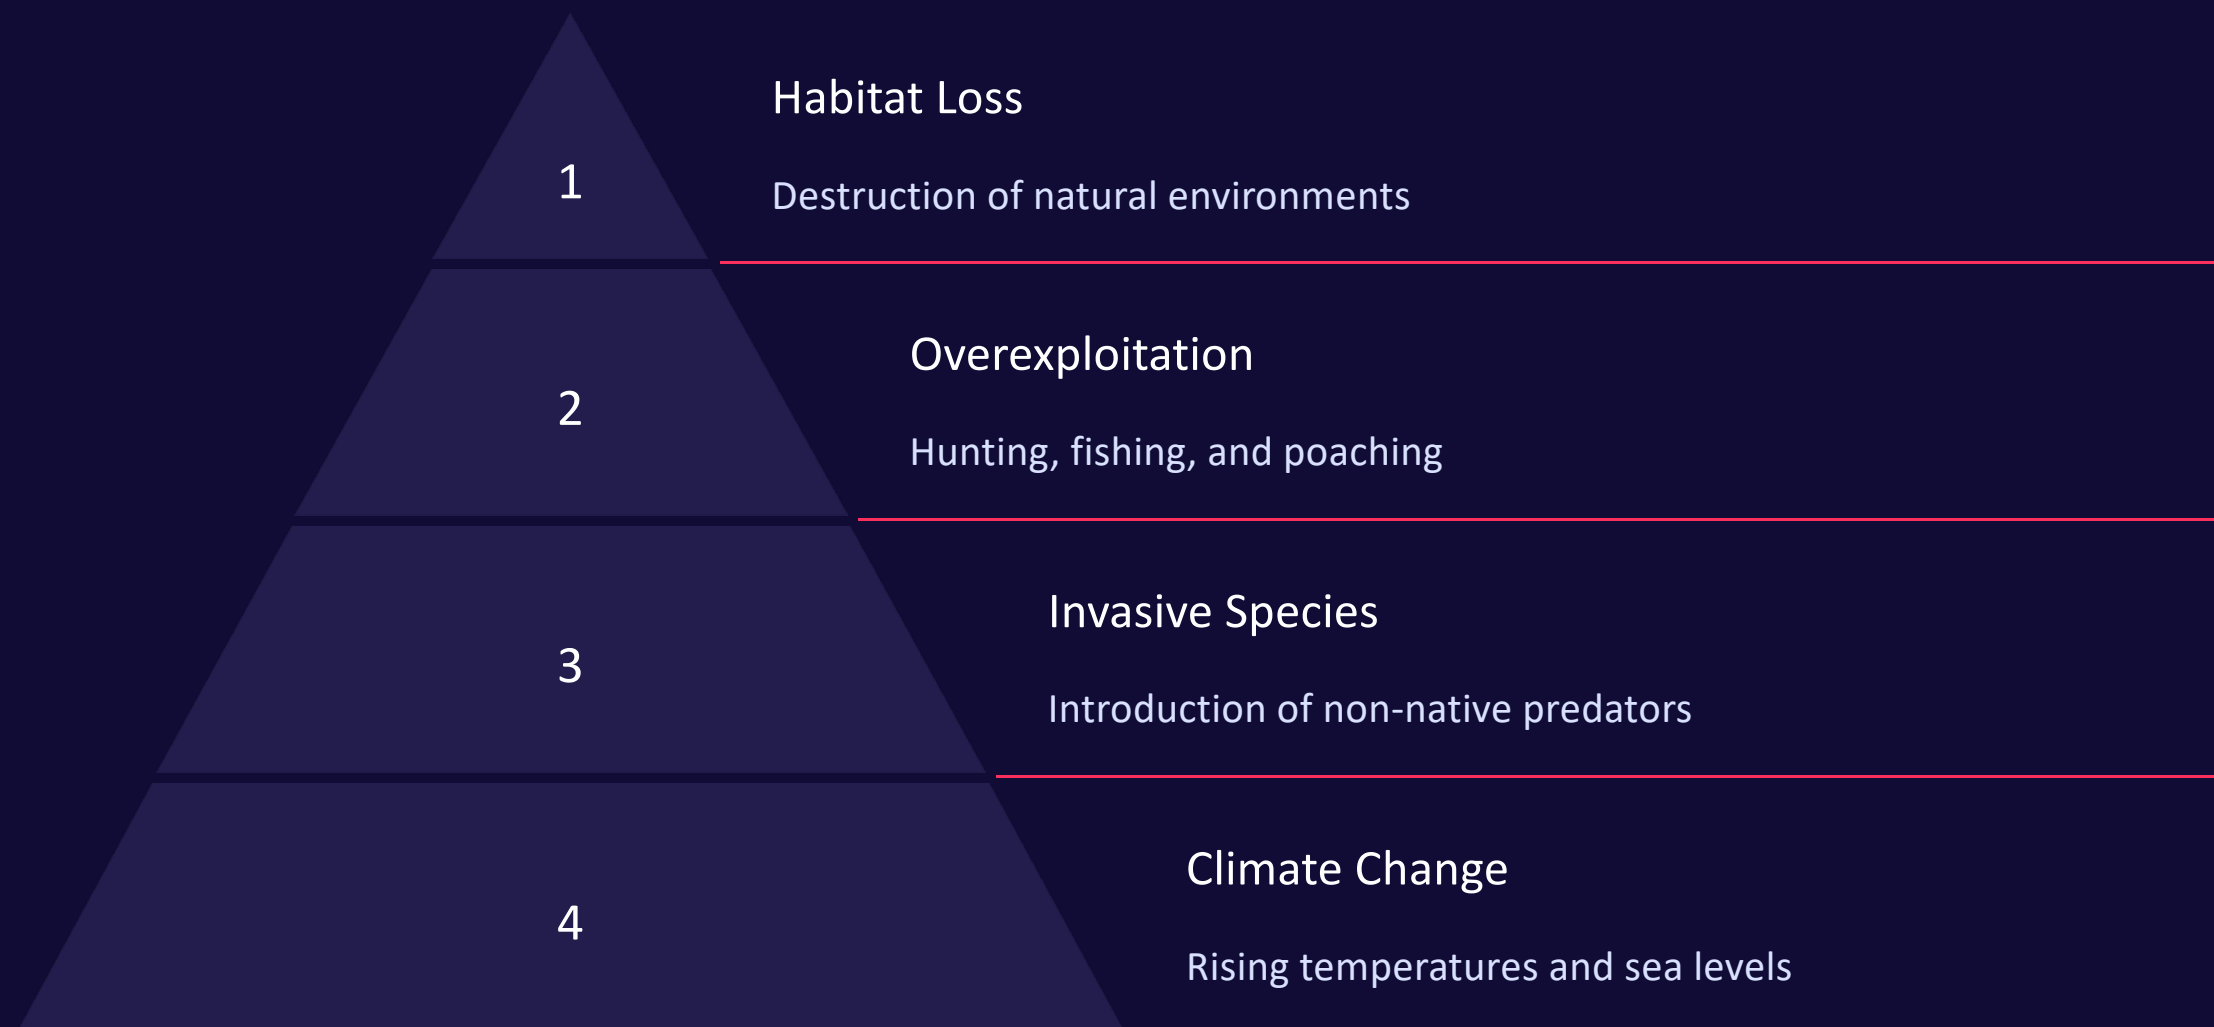 Habitat Loss
1
Destruction of natural environments
Overexploitation
2
Hunting, fishing, and poaching
Invasive Species
3
Introduction of non-native predators
Climate Change
4
Rising temperatures and sea levels